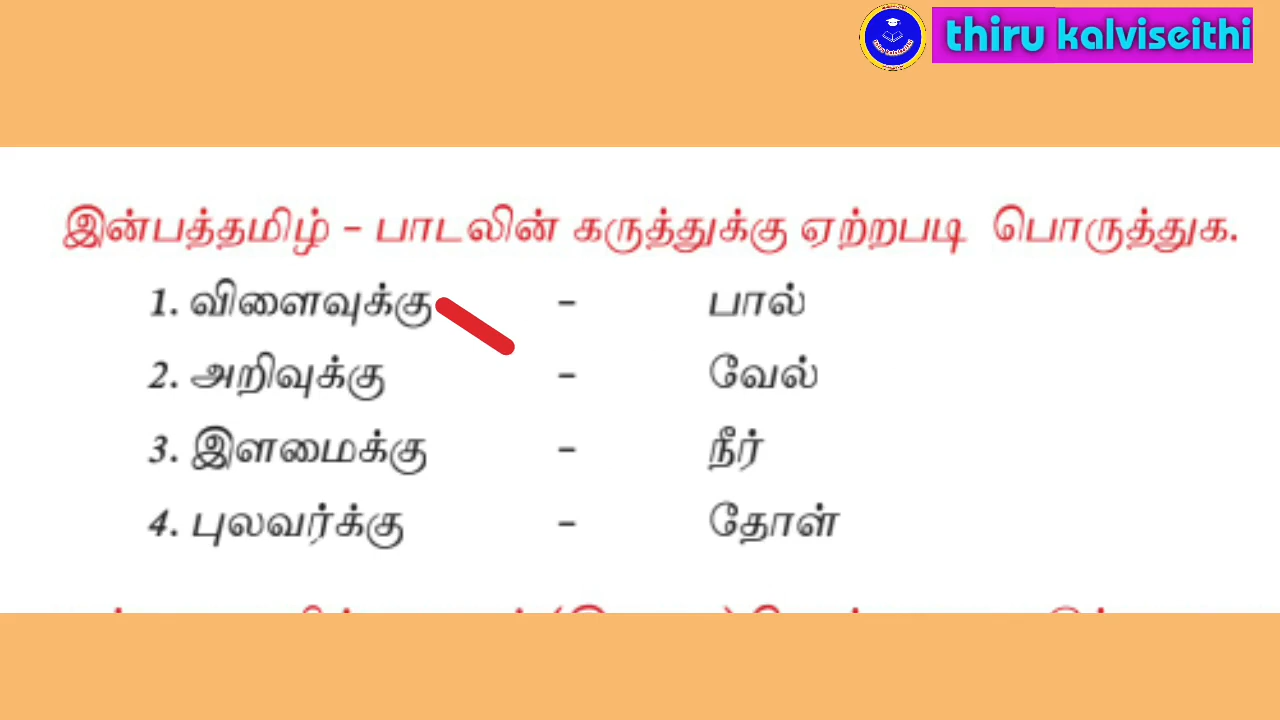 thiru kalviseithi
இன்பத்தமிழ் – பாடலின் கருத்துக்கு ஏற்றபடி பொருத்துக.
1. விளைவுக்கு – பால்
2. அறிவுக்கு – வேல்
3. இளமைக்கு – நீர்
4. புலவர்க்கு – தோள்